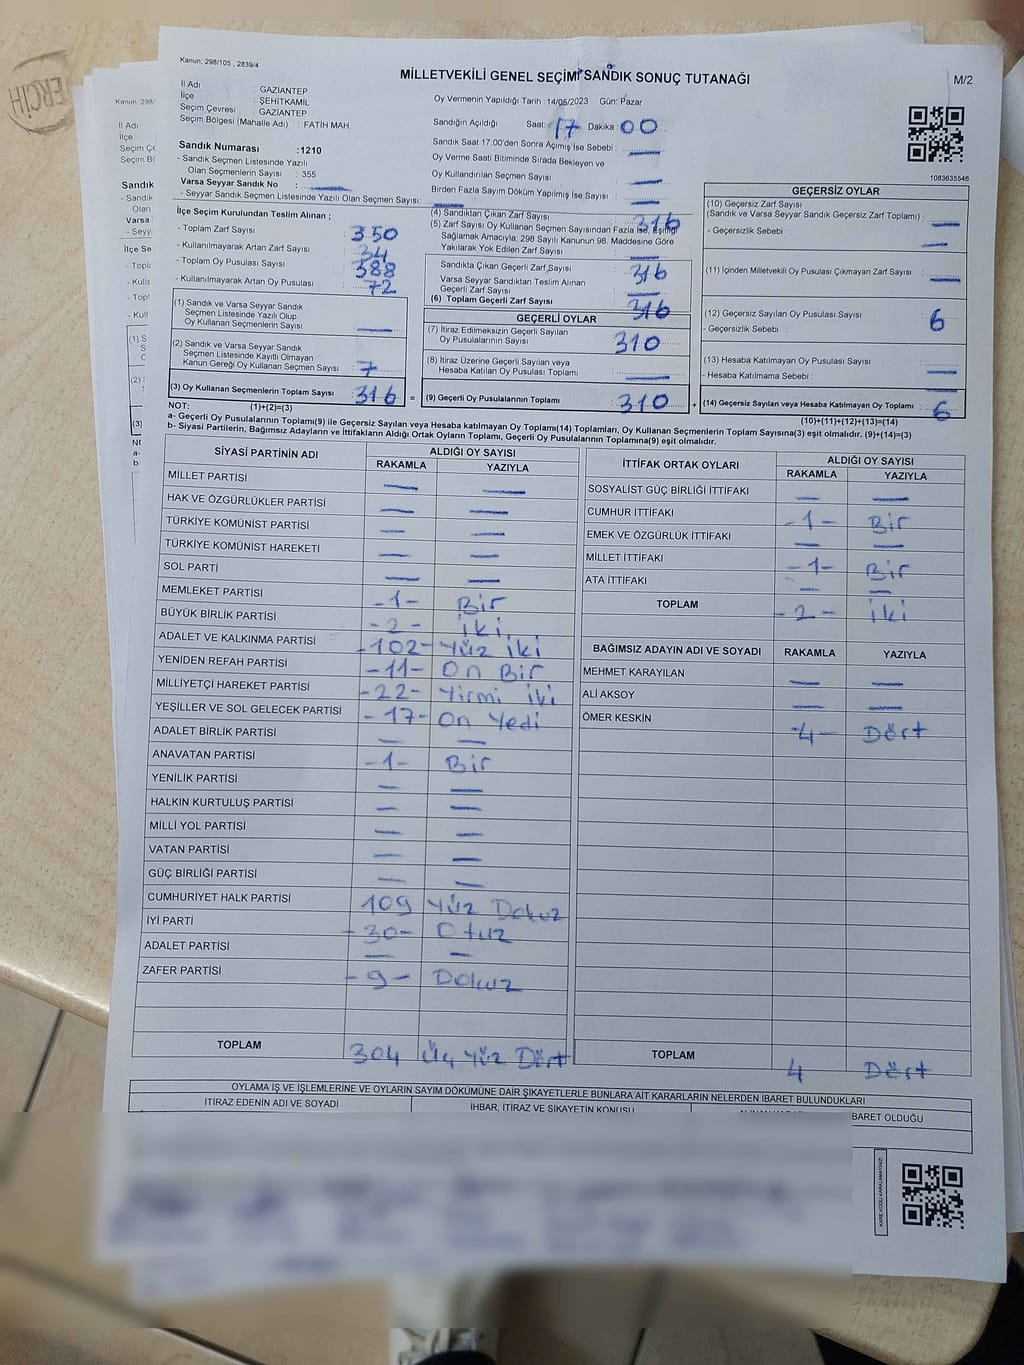 ERCİH
Kanun; 298/105 , 2839/4
MİLLETVEKİLİ GENEL SEÇİMİ SANDIK SONUÇ TUTANAĞI
M/2
İl Adı : GAZİANTEP
İlçe : ŞEHİTKAMİL
Seçim Çevresi : GAZİANTEP
Seçim Bölgesi (Mahalle Adı) : FATİH MAH.
Oy Vermenin Yapıldığı Tarih : 14/05/2023 Gün: Pazar
Sandığın Açıldığı Saat: 17 Dakika : 00
Sandık Saat 17:00'den Sonra Açımış İse Sebebi : —
Oy Verme Saati Bitiminde Sırada Bekleyen ve
Oy Kullandırılan Seçmen Sayısı : —
Birden Fazla Sayım Döküm Yapılmış İse Sayısı : —
1083635546
Sandık Numarası :1210
- Sandık Seçmen Listesinde Yazılı
Olan Seçmenlerin Sayısı : 355
Varsa Seyyar Sandık No : —
- Seyyar Sandık Seçmen Listesinde Yazılı Olan Seçmen Sayısı: —
İlçe Seçim Kurulundan Teslim Alınan ;
- Toplam Zarf Sayısı : 350
- Kullanılmayarak Artan Zarf Sayısı : 34
- Toplam Oy Pusulası Sayısı : 388
- Kullanılmayarak Artan Oy Pusulası : 72
(1) Sandık ve Varsa Seyyar Sandık
Seçmen Listesinde Yazılı Olup
Oy Kullanan Seçmenlerin Sayısı : —
(2) Sandık ve Varsa Seyyar Sandık
Seçmen Listesinde Kayıtlı Olmayan
Kanun Gereği Oy Kullanan Seçmen Sayısı : 7
(3) Oy Kullanan Seçmenlerin Toplam Sayısı : 316 =
(4) Sandıktan Çıkan Zarf Sayısı : 316
(5) Zarf Sayısı Oy Kullanan Seçmen Sayısından Fazla İse, Eşitliği
Sağlamak Amacıyla, 298 Sayılı Kanunun 98. Maddesine Göre
Yakılarak Yok Edilen Zarf Sayısı : —
Sandıkta Çıkan Geçerli Zarf Sayısı : 316
Varsa Seyyar Sandıktan Teslim Alınan
Geçerli Zarf Sayısı : —
(6) Toplam Geçerli Zarf Sayısı : 316
GEÇERLİ OYLAR
(7) İtiraz Edilmeksizin Geçerli Sayılan
Oy Pusulalarının Sayısı : 310
(8) İtiraz Üzerine Geçerli Sayılan veya
Hesaba Katılan Oy Pusulası Toplamı : —
(9) Geçerli Oy Pusulalarının Toplamı : 310 +
GEÇERSİZ OYLAR
(10) Geçersiz Zarf Sayısı
(Sandık ve Varsa Seyyar Sandık Geçersiz Zarf Toplamı) : —
- Geçersizlik Sebebi : —
(11) İçinden Milletvekili Oy Pusulası Çıkmayan Zarf Sayısı : —
(12) Geçersiz Sayılan Oy Pusulası Sayısı : 6
- Geçersizlik Sebebi :
(13) Hesaba Katılmayan Oy Pusulası Sayısı
- Hesaba Katılmama Sebebi : —
(14) Geçersiz Sayılan veya Hesaba Katılmayan Oy Toplamı : 6
NOT: (1)+(2)=(3) (10)+(11)+(12)+(13)=(14)
a- Geçerli Oy Pusulaları Toplamı(9) ile Geçersiz Sayılan veya Hesaba katılmayan Oy Toplamı(14) Toplamları, Oy Kullanan Seçmenlerin Toplam Sayısına(3) eşit olmalıdır. (9)+(14)=(3)
b- Siyasi Partilerin, Bağımsız Adayların ve İttifakların Aldığı Ortak Oyların Toplamı, Geçerli Oy Pusulalarının Toplamına(9) eşit olmalıdır.
SİYASİ PARTİNİN ADI ALDIĞI OY SAYISI
RAKAMLA YAZIYLA
MİLLET PARTİSİ — —
HAK VE ÖZGÜRLÜKLER PARTİSİ — —
TÜRKİYE KOMÜNİST PARTİSİ — —
TÜRKİYE KOMÜNİST HAREKETİ — —
SOL PARTİ — —
MEMLEKET PARTİSİ -1- Bir
BÜYÜK BİRLİK PARTİSİ -2- iki
ADALET VE KALKINMA PARTİSİ -102- Yüz iki
YENİDEN REFAH PARTİSİ -11- On Bir
MİLLİYETÇİ HAREKET PARTİSİ -22- Yirmi iki
YEŞİLLER VE SOL GELECEK PARTİSİ -17- On Yedi
ADALET BİRLİK PARTİSİ — —
ANAVATAN PARTİSİ -1- Bir
YENİLİK PARTİSİ — —
HALKIN KURTULUŞ PARTİSİ — —
MİLLİ YOL PARTİSİ — —
VATAN PARTİSİ — —
GÜÇ BİRLİĞİ PARTİSİ — —
CUMHURİYET HALK PARTİSİ 109 Yüz Dokuz
İYİ PARTİ -30- Otuz
ADALET PARTİSİ — —
ZAFER PARTİSİ -9- Dokuz
TOPLAM 304 Üç Yüz Dört
İTTİFAK ORTAK OYLARI ALDIĞI OY SAYISI
RAKAMLA YAZIYLA
SOSYALİST GÜÇ BİRLİĞİ İTTİFAKI — —
CUMHUR İTTİFAKI -1- Bir
EMEK VE ÖZGÜRLÜK İTTİFAKI — —
MİLLET İTTİFAKI -1- Bir
ATA İTTİFAKI — —
TOPLAM -2- iki
BAĞIMSIZ ADAYIN ADI VE SOYADI RAKAMLA YAZIYLA
MEHMET KARAYILAN — —
ALİ AKSOY — —
ÖMER KESKİN -4- Dört
TOPLAM 4 Dört
OYLAMA İŞ VE İŞLEMLERİNE VE OYLARIN SAYIM DÖKÜMÜNE DAİR ŞİKAYETLERLE BUNLARA AİT KARARLARIN NELERDEN İBARET BULUNDUKLARI
İTİRAZ EDENİN ADI VE SOYADI İHBAR, İTİRAZ VE ŞİKAYETİN KONUSU BARET OLDUĞU
KARE KODU KARALAMAYINIZ!